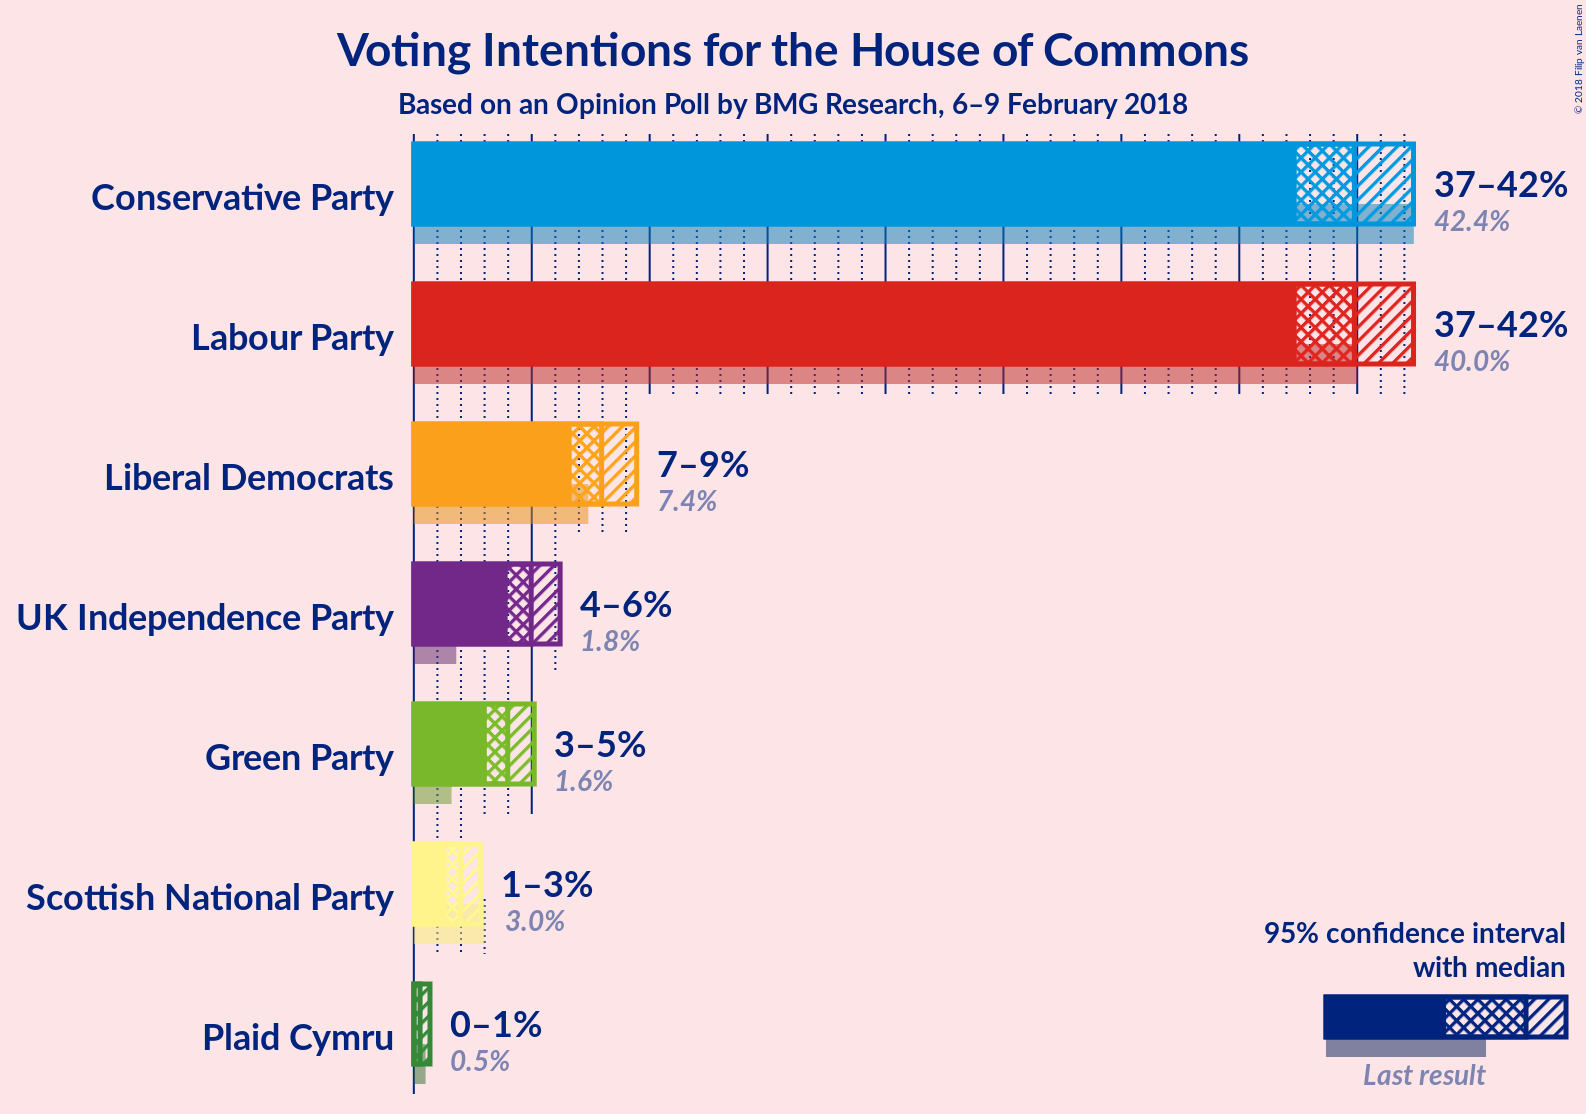 Voting Intentions for the House of Commons
Based on an Opinion Poll by BMG Research, 6–9 February 2018
© 2018 Filip van Laenen
Conservative Party
37–42%
42.4%
Labour Party
37–42%
40.0%
Liberal Democrats
7–9%
7.4%
UK Independence Party
4–6%
1.8%
Green Party
3–5%
1.6%
Scottish National Party
1–3%
3.0%
Plaid Cymru
0–1%
0.5%
95% confidence interval
with median
Last result